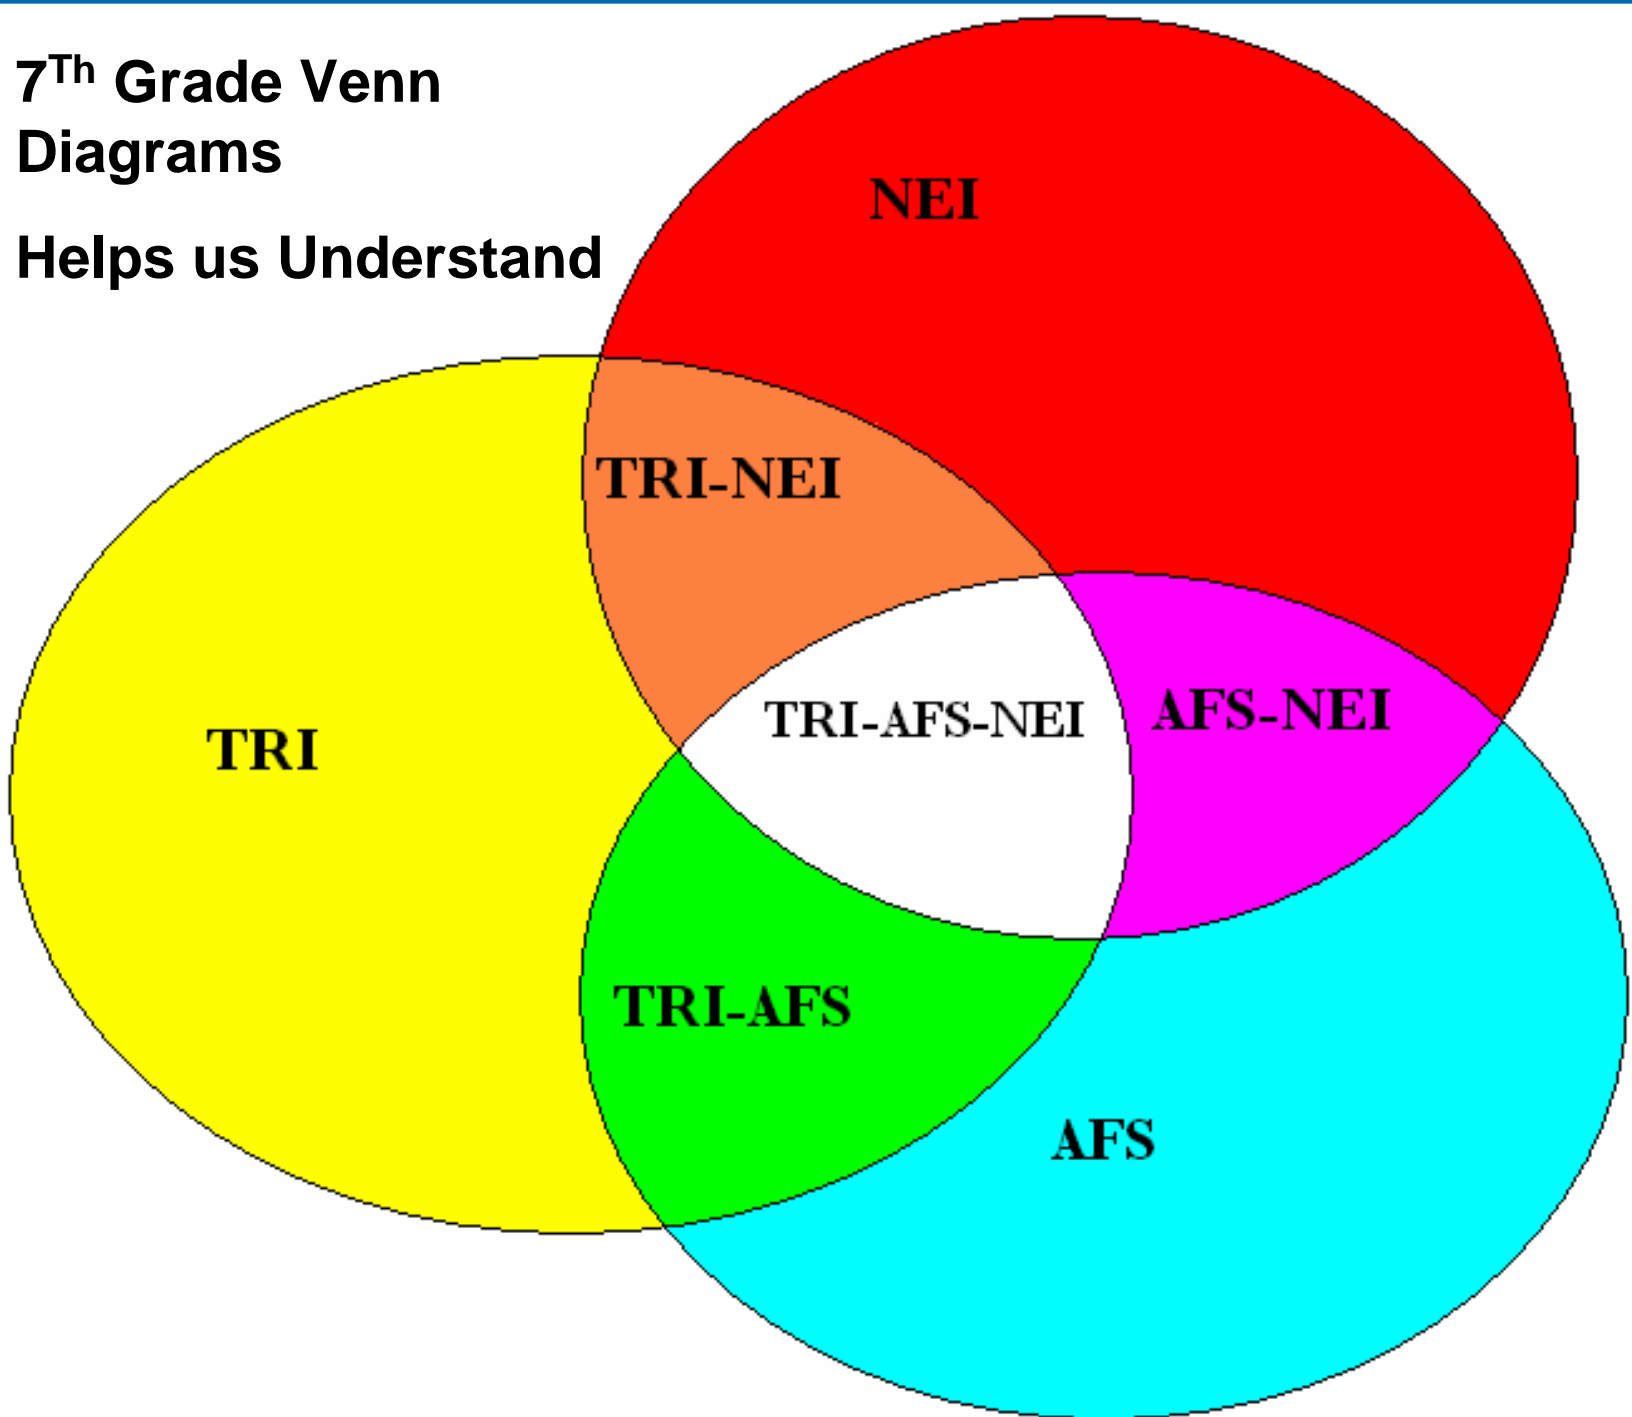 7Th Grade Venn
Diagrams
Helps us Understand
NEI
TRI-NEI
TRI-AFS-NEI
AFS-NEI
TRI
TRI-AFS
AFS